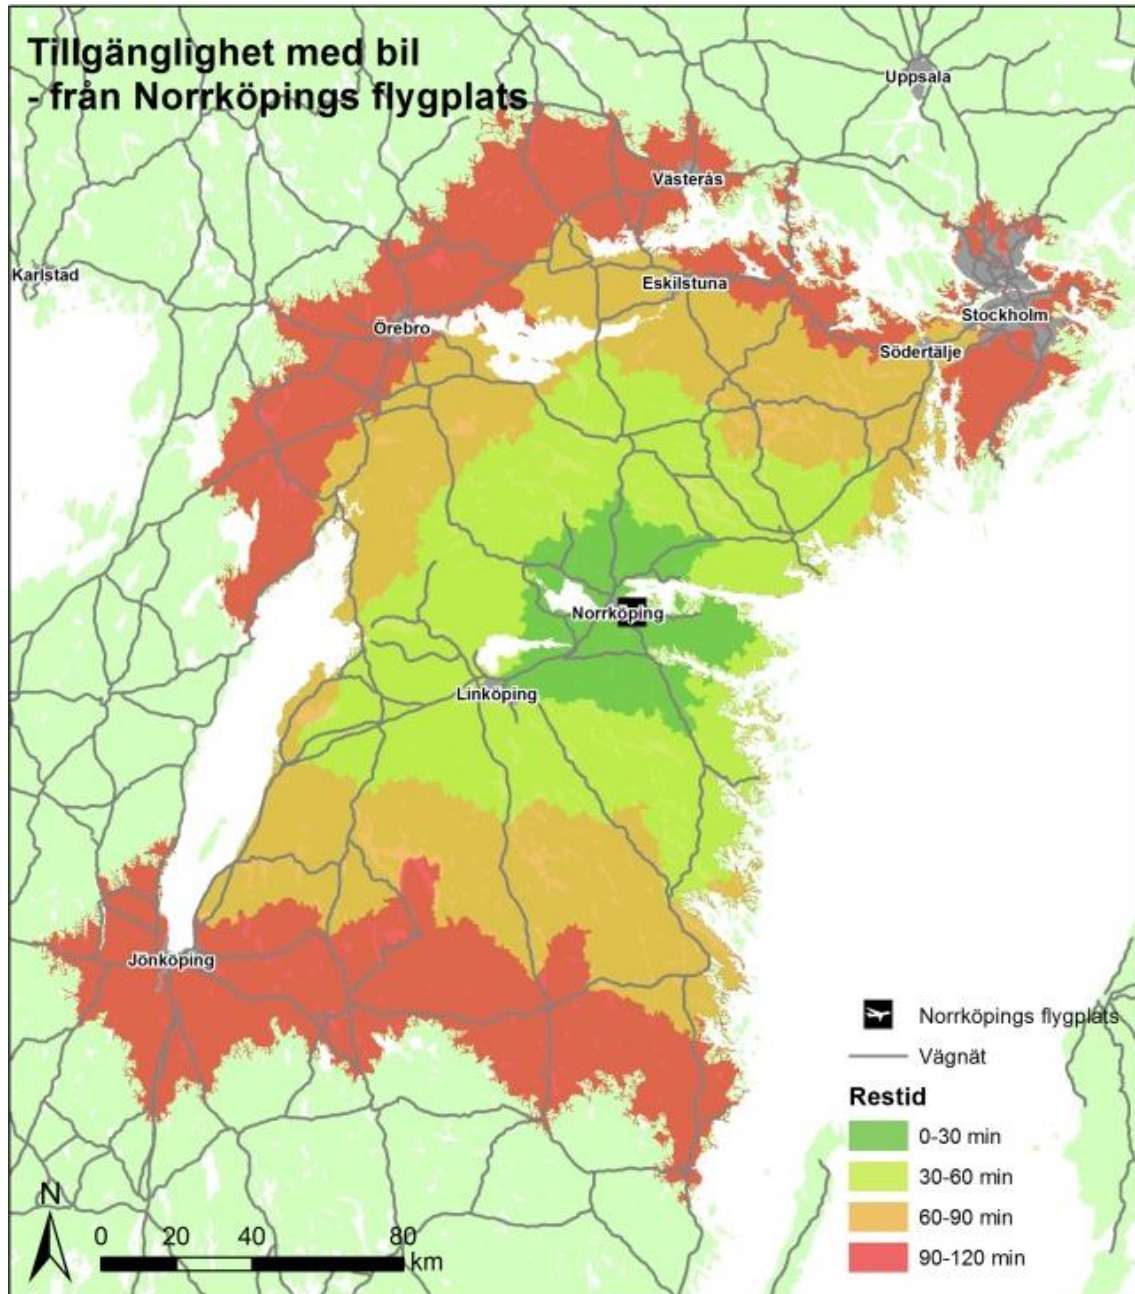 Tillgänglighet med bil
- från Norrköpings flygplats
Uppsala
Västerås
Karlstad
Eskilstuna
Stockholm
Örebro
Södertälje
Norrköping
Linköping
Jönköping
Norrköpings flygplats
Vägnät
Restid
0-30 min
30-60 min
60-90 min
90-120 min
N
0 20 40 80
km